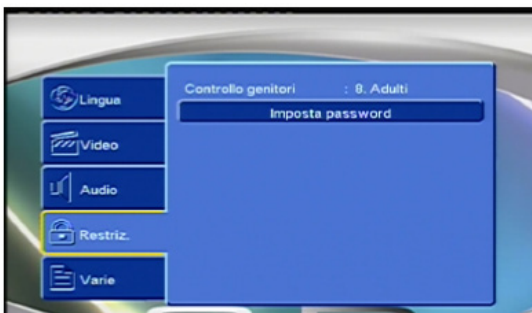 Lingua
Video
Audio
Restriz.
Varie
Controllo genitori : 8. Adulti
Imposta password